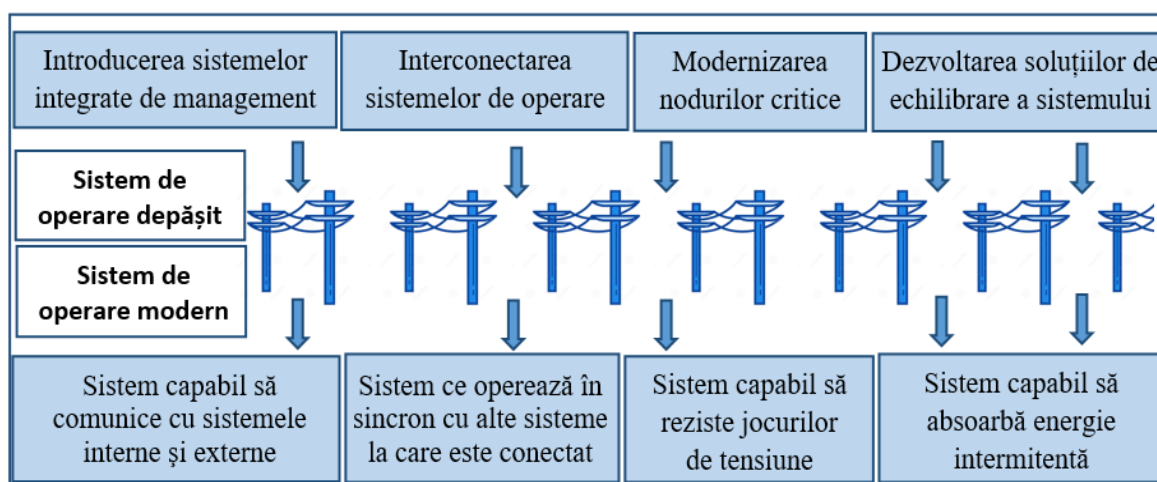 Introducerea sistemelor
integrate de management
Interconectarea
sistemelor de operare
Modernizarea
nodurilor critice
Dezvoltarea soluțiilor de
echilibrare a sistemului
Sistem de
operare depășit
Sistem de
operare modern
Sistem capabil să
comunice cu sistemele
interne şi externe
Sistem ce operează în
sincron cu alte sisteme
la care este conectat
Sistem capabil să
reziste jocurilor
de tensiune
Sistem capabil să
absoarbă energie
intermitentă